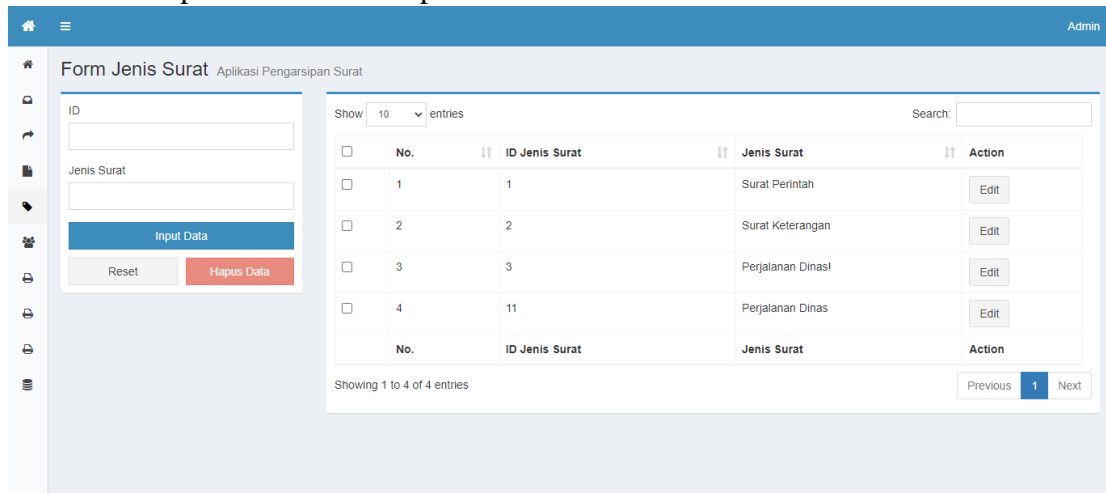 Admin
Form Jenis Surat Aplikasi Pengarsipan Surat
ID
Jenis Surat
Input Data
Reset Hapus Data
Show 10 entries Search:
No. ID Jenis Surat Jenis Surat Action
1 1 Surat Perintah Edit
2 2 Surat Keterangan Edit
3 3 Perjalanan Dinas! Edit
4 11 Perjalanan Dinas Edit
No. ID Jenis Surat Jenis Surat Action
Showing 1 to 4 of 4 entries Previous 1 Next